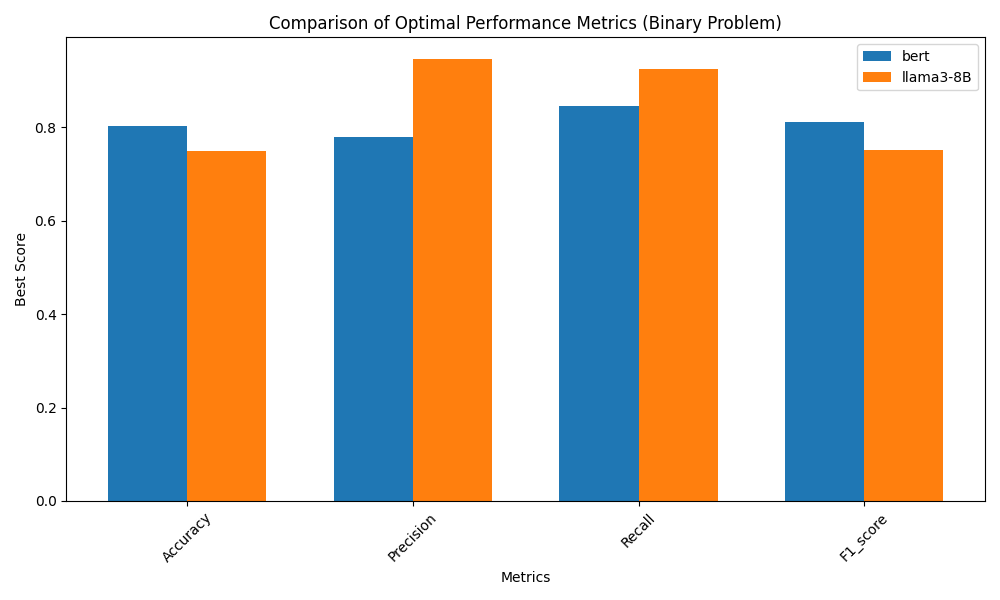 Comparison of Optimal Performance Metrics (Binary Problem)
bert
llama3-8B
Best Score
0.8
0.6
0.4
0.2
0.0
Accuracy
Precision
Recall
F1_score
Metrics